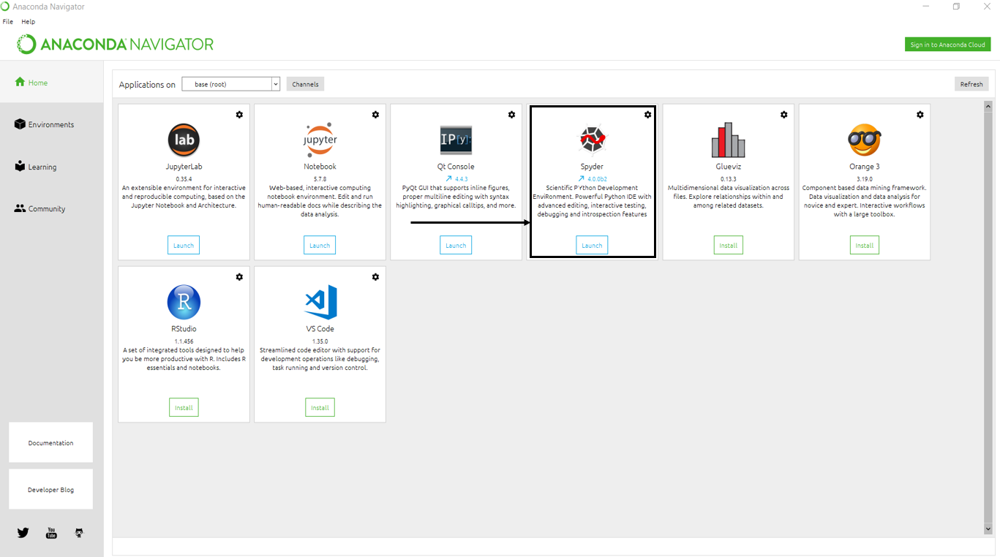 Anaconda Navigator
File Help
ANACONDA NAVIGATOR
Sign in to Anaconda Cloud
Home
Environments
Learning
Community
Documentation
Developer Blog
You
Tube
Applications on base (root) Channels Refresh
lab
JupyterLab
0.35.4
An extensible environment for interactive
and reproducible computing, based on the
Jupyter Notebook and Architecture.
Launch
jupyter
Notebook
5.7.8
Web-based, interactive computing
notebook environment. Edit and run
human-readable docs while describing the
data analysis.
Launch
IP[y]:
Qt Console
4.4.3
PyQt GUI that supports inline figures,
proper multiline editing with syntax
highlighting, graphical calltips, and more.
Launch
Spyder
4.0.0b2
Scientific PYthon Development
EnviRonment. Powerful Python IDE with
advanced editing, interactive testing,
debugging and introspection features
Launch
Glueviz
0.13.3
Multidimensional data visualization across
files. Explore relationships within and
among related datasets.
Install
Orange 3
3.19.0
Component based data mining framework.
Data visualization and data analysis for
novice and expert. Interactive workflows
with a large toolbox.
Install
R
RStudio
1.1.456
A set of integrated tools designed to help
you be more productive with R. Includes R
essentials and notebooks.
Install
VS Code
1.35.0
Streamlined code editor with support for
development operations like debugging,
task running and version control.
Install